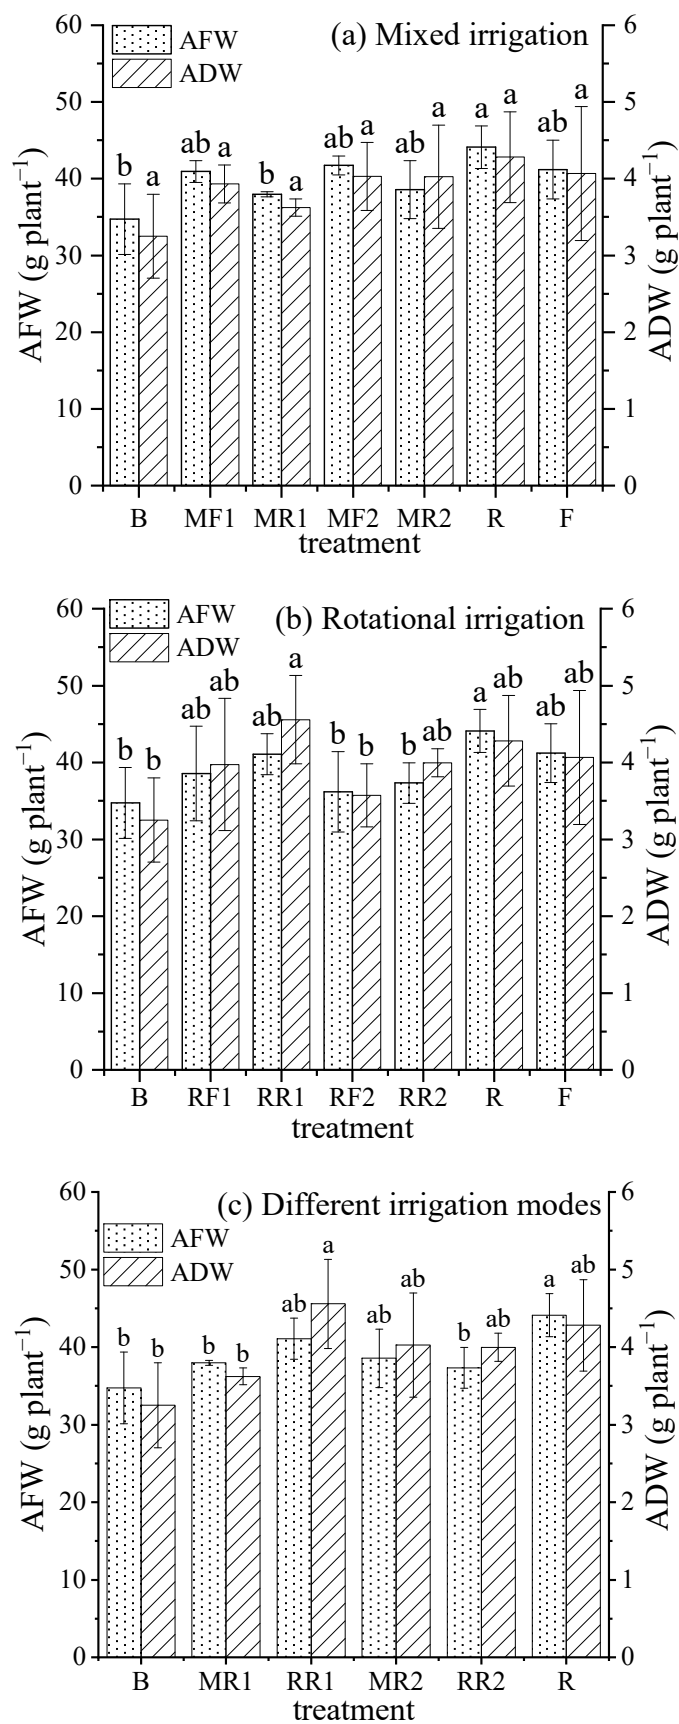 (a) Mixed irrigation
AFW
ADW
60
50
40
30
20
10
0
AFW (g plant⁻¹)
6
5
4
3
2
1
0
ADW (g plant⁻¹)
b a ab a b a ab a ab a a a ab a
B MF1 MR1 MF2 MR2 R F
treatment
(b) Rotational irrigation
AFW
ADW
60
50
40
30
20
10
0
AFW (g plant⁻¹)
6
5
4
3
2
1
0
ADW (g plant⁻¹)
b b ab ab ab a b b b ab a ab ab ab
B RF1 RR1 RF2 RR2 R F
treatment
(c) Different irrigation modes
AFW
ADW
60
50
40
30
20
10
0
AFW (g plant⁻¹)
6
5
4
3
2
1
0
ADW (g plant⁻¹)
b b b b ab a ab ab b ab a ab
B MR1 RR1 MR2 RR2 R
treatment